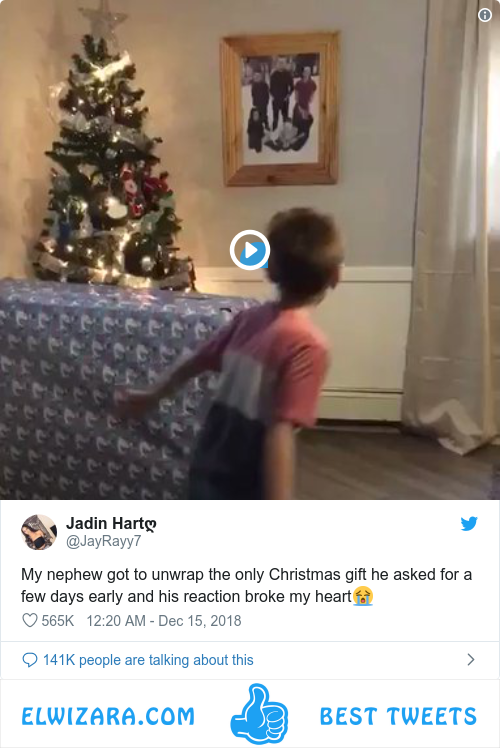 Jadin Hartღ
@JayRayy7
My nephew got to unwrap the only Christmas gift he asked for a
few days early and his reaction broke my heart😭
565K 12:20 AM - Dec 15, 2018
141K people are talking about this
ELWIZARA.COM BEST TWEETS